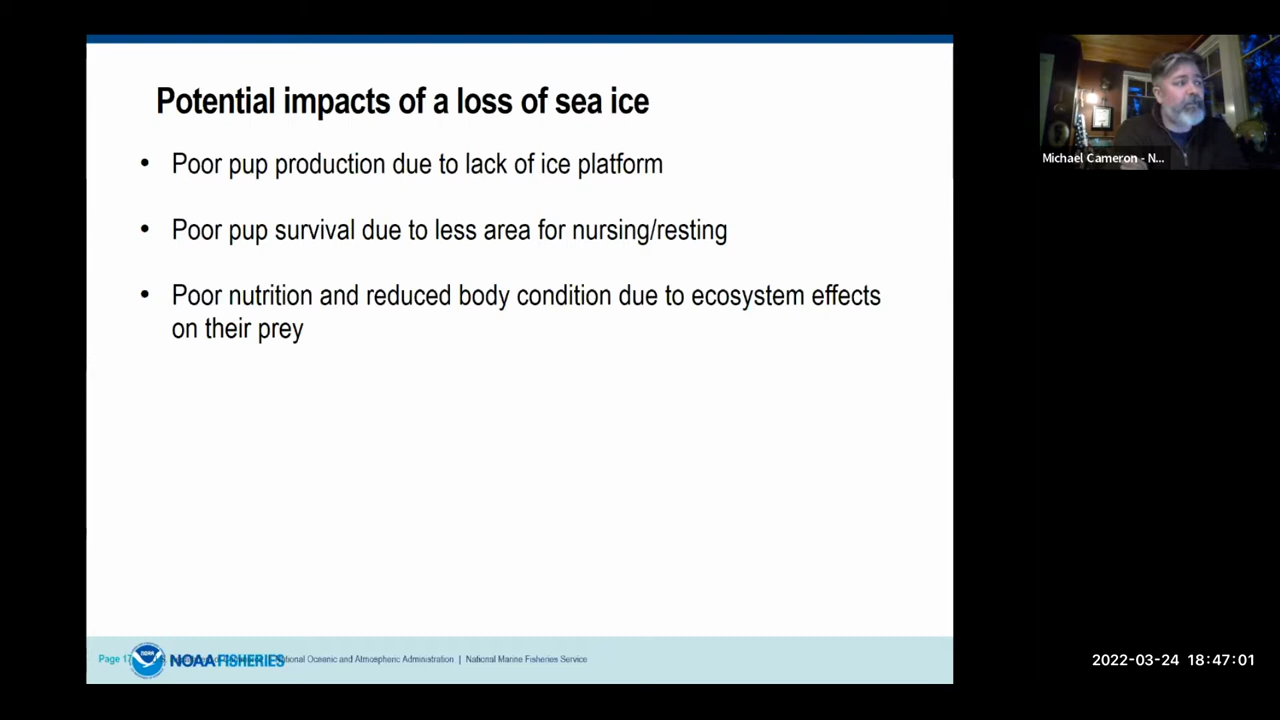 Potential impacts of a loss of sea ice
• Poor pup production due to lack of ice platform
• Poor pup survival due to less area for nursing/resting
• Poor nutrition and reduced body condition due to ecosystem effects
on their prey
Michael Cameron - N...
Page 17 NOAA FISHERIES National Oceanic and Atmospheric Administration | National Marine Fisheries Service
2022-03-24 18:47:01